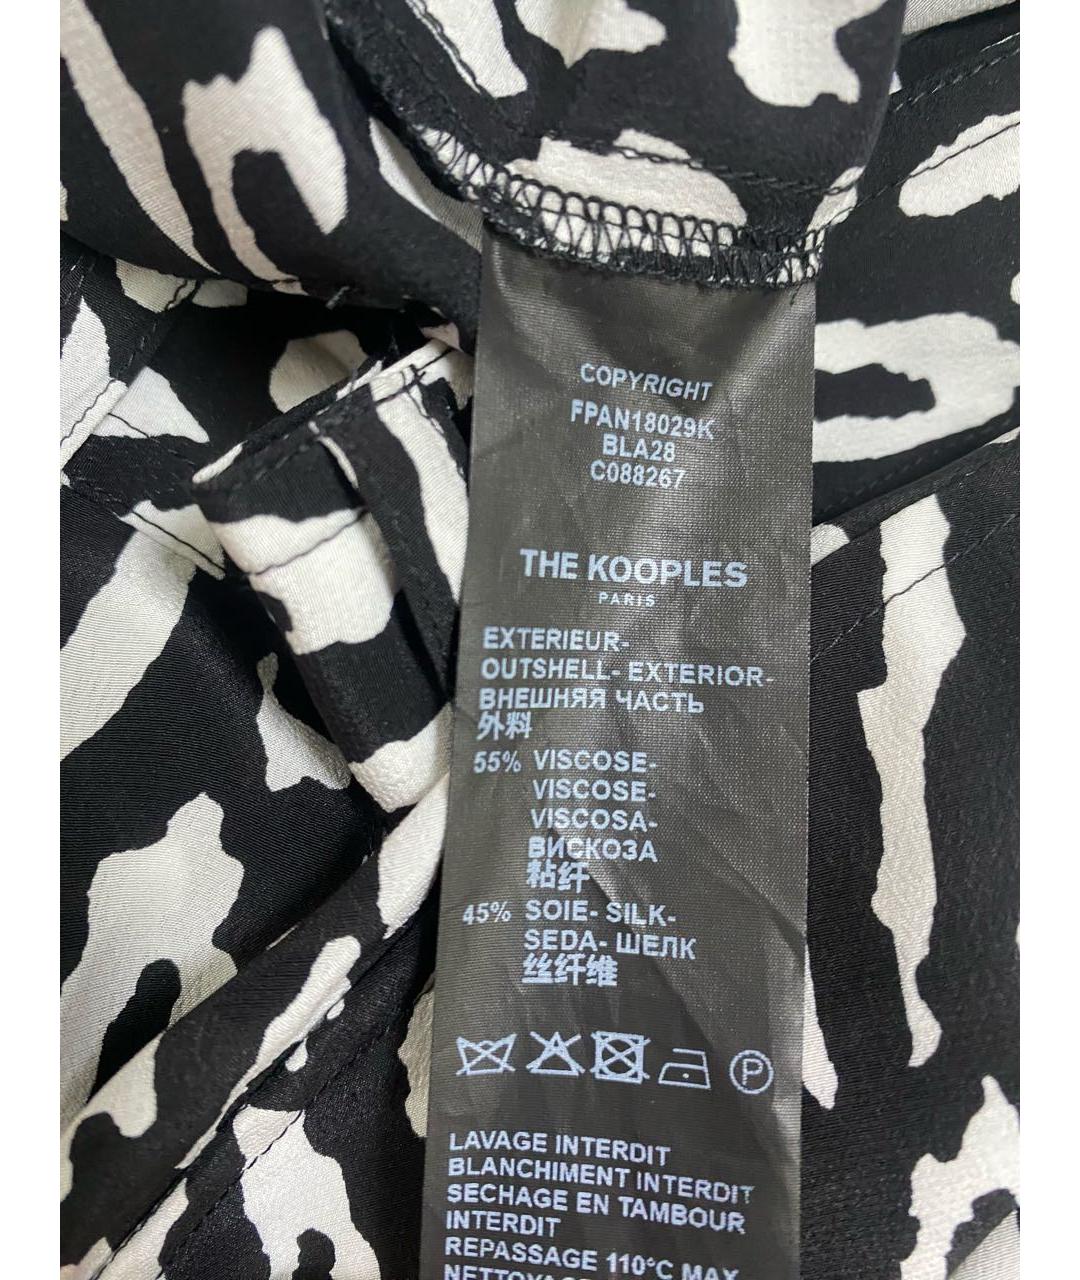 COPYRIGHT
FPAN18029K
BLA28
C088267
THE KOOPLES
PARIS
EXTERIEUR-
OUTSHELL- EXTERIOR-
ВНЕШНЯЯ ЧАСТЬ
外料
55% VISCOSE-
VISCOSE-
VISCOSA-
ВИСКОЗА
粘纤
45% SOIE- SILK-
SEDA- ШЕЛК
丝纤维
P
LAVAGE INTERDIT
BLANCHIMENT INTERDIT
SECHAGE EN TAMBOUR
INTERDIT
REPASSAGE 110°C MAX